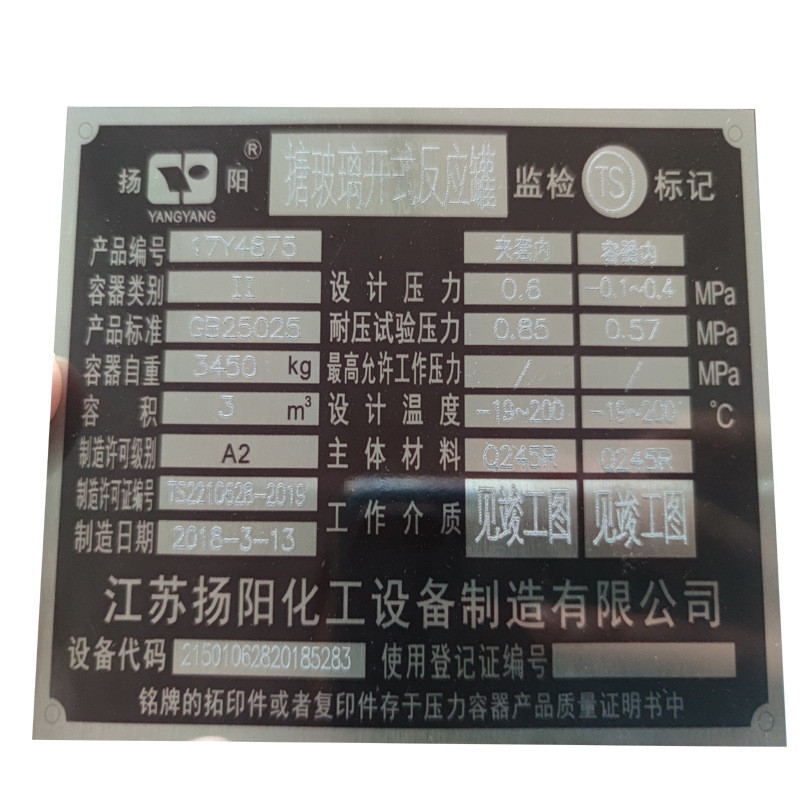 扬 阳 ® 搪玻璃开式反应罐 监检 TS 标记
YANGYANG
产品编号 17Y4875 夹套内 容器内
容器类别 II 设计压力 0.6 -0.1~0.4 MPa
产品标准 GB25025 耐压试验压力 0.85 0.57 MPa
容器自重 3450 kg 最高允许工作压力 / / MPa
容积 3 m³ 设计温度 -19~200 -19~200 ℃
制造许可级别 A2 主体材料 Q245R Q245R
制造许可证编号 TS2210628-2019 工作介质 见竣工图 见竣工图
制造日期 2018-3-13
江苏扬阳化工设备制造有限公司
设备代码 21501062820185283 使用登记证编号
铭牌的拓印件或者复印件存于压力容器产品质量证明书中